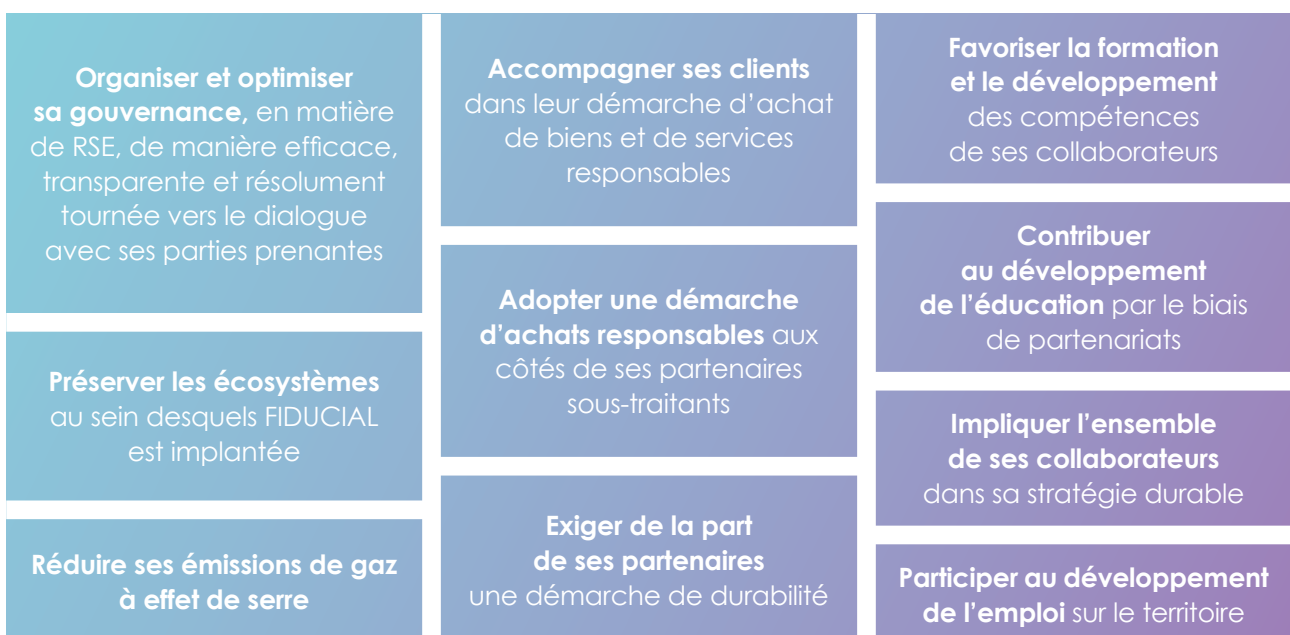 Organiser et optimiser
sa gouvernance, en matière
de RSE, de manière efficace,
transparente et résolument
tournée vers le dialogue
avec ses parties prenantes
Préserver les écosystèmes
au sein desquels FIDUCIAL
est implantée
Réduire ses émissions de gaz
à effet de serre
Accompagner ses clients
dans leur démarche d'achat
de biens et de services
responsables
Adopter une démarche
d'achats responsables aux
côtés de ses partenaires
sous-traitants
Exiger de la part
de ses partenaires
une démarche de durabilité
Favoriser la formation
et le développement
des compétences
de ses collaborateurs
Contribuer
au développement
de l'éducation par le biais
de partenariats
Impliquer l'ensemble
de ses collaborateurs
dans sa stratégie durable
Participer au développement
de l'emploi sur le territoire